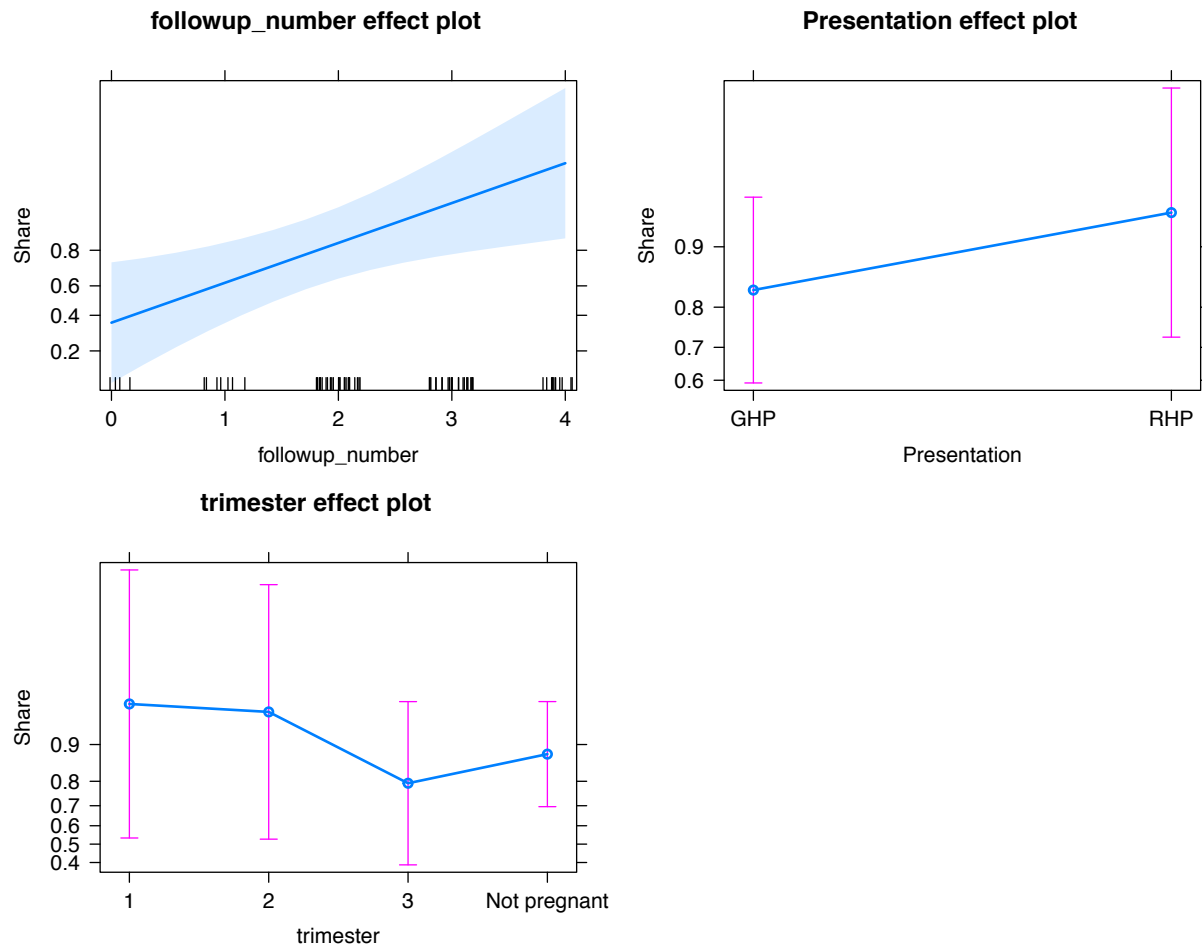 followup_number effect plot
Share
0.8
0.6
0.4
0.2
0 1 2 3 4
followup_number
Presentation effect plot
Share
0.9
0.8
0.7
0.6
GHP RHP
Presentation
trimester effect plot
Share
0.9
0.8
0.7
0.6
0.5
0.4
1 2 3 Not pregnant
trimester